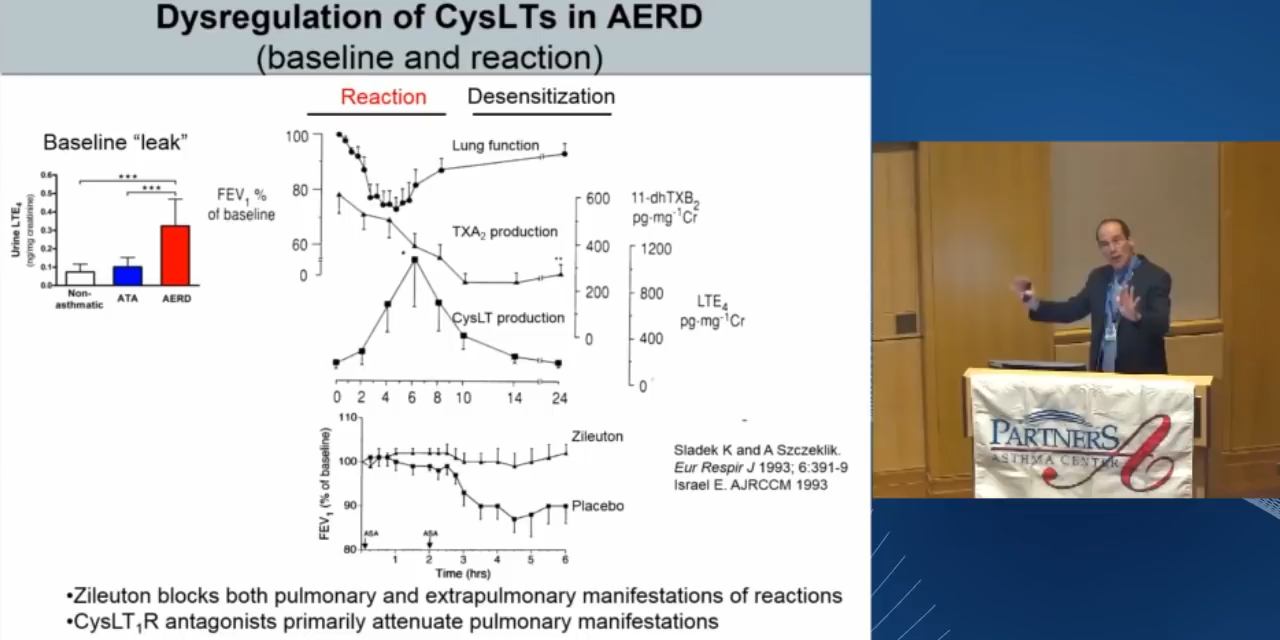 Dysregulation of CysLTs in AERD
(baseline and reaction)
Reaction
Desensitization
Baseline “leak”
Urine LTE4
(ng/mg creatinine)
0.6
0.5
0.4
0.3
0.2
0.1
0.0
***
***
Non-
asthmatic
ATA
AERD
FEV1 %
of baseline
100
80
60
0
Lung function
TXA2 production
CysLT production
*
**
600
400
200
0
11-dhTXB2
pg·mg-1Cr
1200
800
400
0
LTE4
pg·mg-1Cr
0 2 4 6 8 10 14 24
FEV1 (% of baseline)
110
100
90
80
Zileuton
Placebo
ASA
ASA
1 2 3 4 5 6
Time (hrs)
Sladek K and A Szczeklik.
Eur Respir J 1993; 6:391-9
Israel E. AJRCCM 1993
•Zileuton blocks both pulmonary and extrapulmonary manifestations of reactions
•CysLT1R antagonists primarily attenuate pulmonary manifestations
PARTNERS
ASTHMA CENTER
A